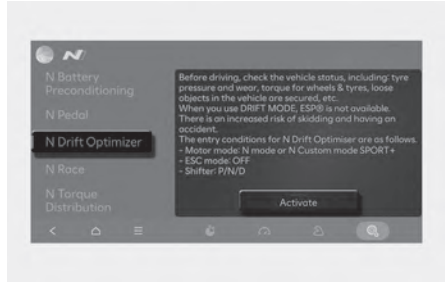 N
N Battery
Preconditioning
N Pedal
N Drift Optimizer
N Race
N Torque
Distribution
Before driving, check the vehicle status, including: tyre
pressure and wear, torque for wheels & tyres, loose
objects in the vehicle are secured, etc.
When you use DRIFT MODE, ESP® is not available.
There is an increased risk of skidding and having an
accident.
The entry conditions for N Drift Optimizer are as follows.
- Motor mode: N mode or N Custom mode SPORT+
- ESC mode: OFF
- Shifter: P/N/D
Activate